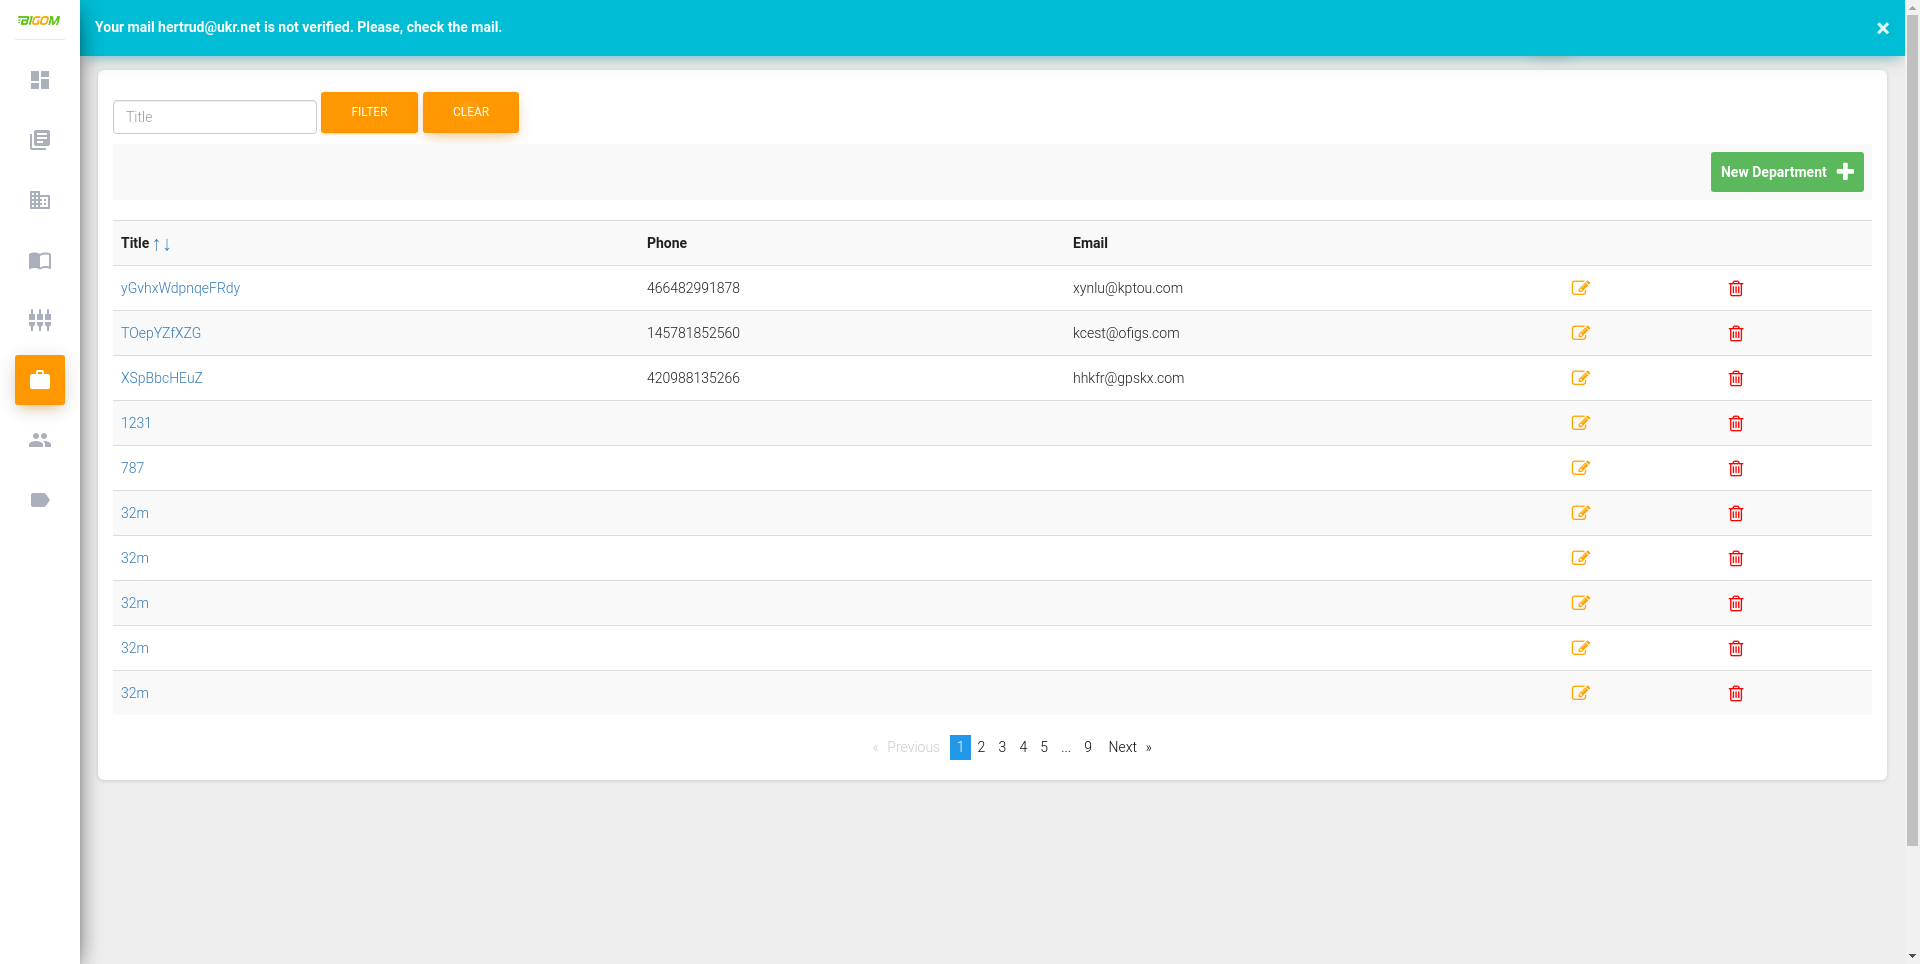 BIGOM
Your mail hertrud@ukr.net is not verified. Please, check the mail. ×
Title FILTER CLEAR
New Department
Title ↑↓ Phone Email
yGvhxWdpnqeFRdy 466482991878 xynlu@kptou.com
TOepYZfXZG 145781852560 kcest@ofigs.com
XSpBbcHEuZ 420988135266 hhkfr@gpskx.com
1231
787
32m
32m
32m
32m
32m
« Previous 1 2 3 4 5 ... 9 Next »